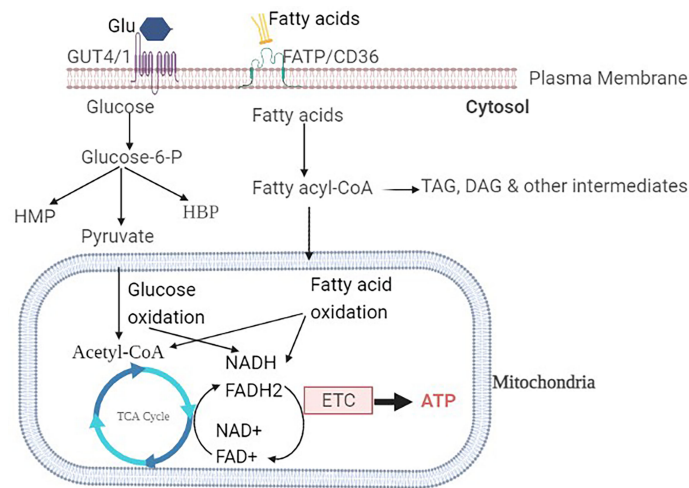 Glu
Fatty acids
GUT4/1
FATP/CD36
Plasma Membrane
Glucose
Fatty acids
Cytosol
Glucose-6-P
Fatty acyl-CoA
TAG, DAG & other intermediates
HMP
HBP
Pyruvate
Glucose
oxidation
Fatty acid
oxidation
Acetyl-CoA
NADH
FADH2
ETC
ATP
Mitochondria
TCA Cycle
NAD+
FAD+